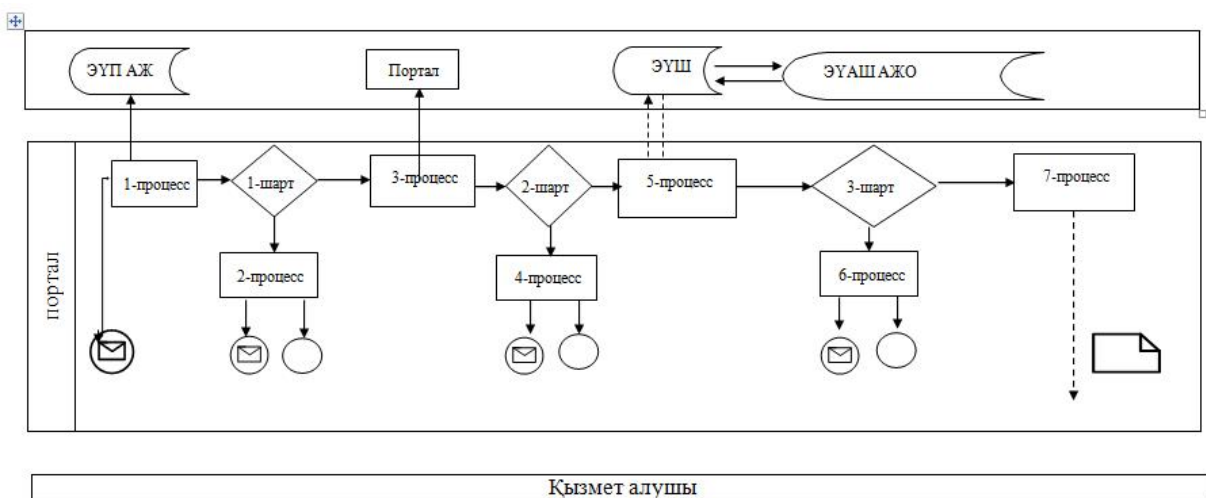 ЭҮП АЖ
Портал
ЭҮШ
ЭҮАШ АЖО
портал
1-процесс
1-шарт
3-процесс
2-шарт
5-процесс
3-шарт
7-процесс
2-процесс
4-процесс
6-процесс
Қызмет алушы